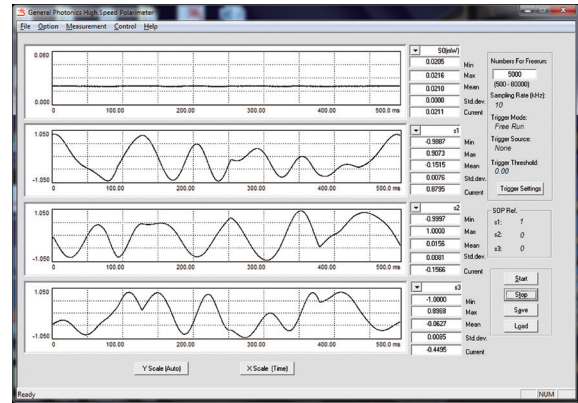 General Photonics High Speed Polarimeter
File Option Measurement Control Help
0.060
0.000
0 100.00 200.00 300.00 400.00 500.0 ms
S0(mW)
0.0205 Min
0.0216 Max
0.0210 Mean
0.0000 Std.dev.
0.0211 Current
1.050
-1.050
0 100.00 200.00 300.00 400.00 500.0 ms
s1
-0.9887 Min
0.9073 Max
-0.1515 Mean
0.0076 Std.dev.
0.8795 Current
1.050
-1.050
0 100.00 200.00 300.00 400.00 500.0 ms
s2
-0.9997 Min
1.0000 Max
0.0156 Mean
0.0081 Std.dev.
-0.1566 Current
1.050
-1.050
0 100.00 200.00 300.00 400.00 500.0 ms
s3
-1.0000 Min
0.8968 Max
-0.0627 Mean
0.0085 Std.dev.
-0.4495 Current
Y Scale (Auto) X Scale (Time)
Numbers For Freerun:
5000
(500 - 80000)
Sampling Rate (kHz):
10
Trigger Mode:
Free Run
Trigger Source:
None
Trigger Threshold:
0.00
Trigger Settings
SOP Rel.
s1: 1
s2: 0
s3: 0
Start
Stop
Save
Load
Ready NUM